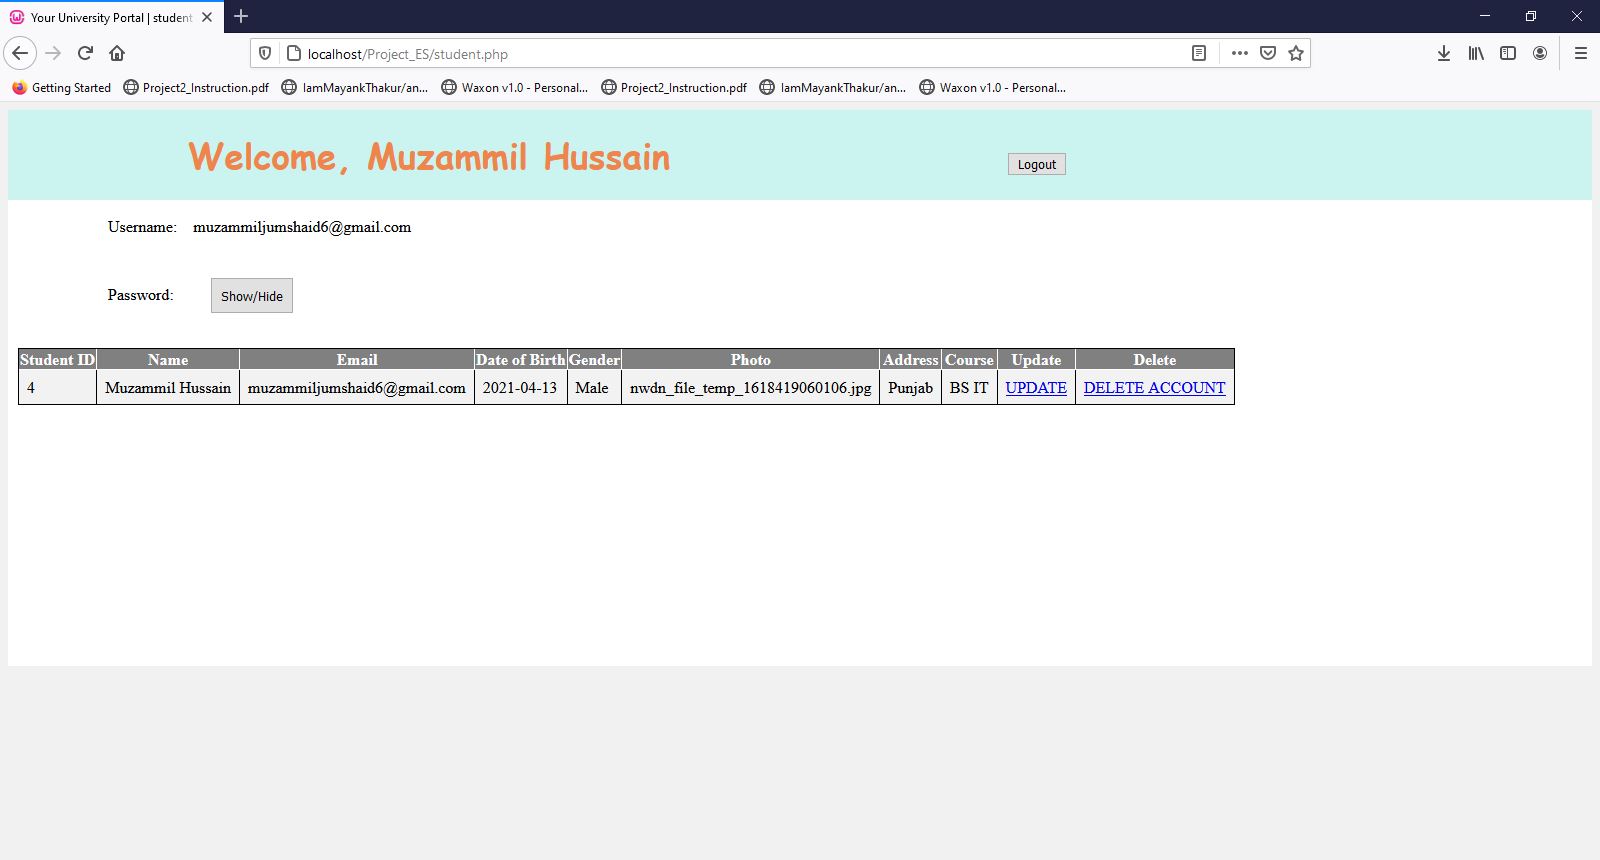 Your University Portal | student
localhost/Project_ES/student.php
Getting Started Project2_Instruction.pdf IamMayankThakur/an... Waxon v1.0 - Personal... Project2_Instruction.pdf IamMayankThakur/an... Waxon v1.0 - Personal...
Welcome, Muzammil Hussain Logout
Username: muzammiljumshaid6@gmail.com
Password: Show/Hide
Student ID Name Email Date of Birth Gender Photo Address Course Update Delete
4 Muzammil Hussain muzammiljumshaid6@gmail.com 2021-04-13 Male nwdn_file_temp_1618419060106.jpg Punjab BS IT UPDATE DELETE ACCOUNT